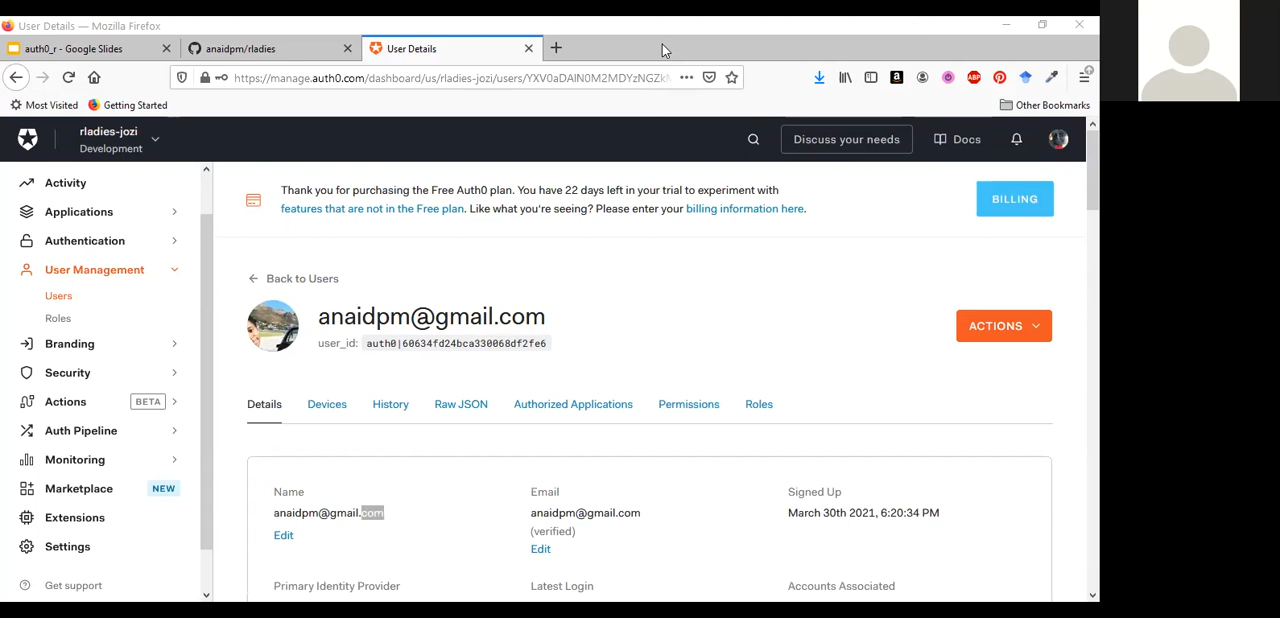 User Details — Mozilla Firefox
auth0_r - Google Slides
anaidpm/rladies
User Details
https://manage.auth0.com/dashboard/us/rladies-jozi/users/
Most Visited
Getting Started
Other Bookmarks
rladies-jozi
Development
Discuss your needs
Docs
Activity
Applications
Authentication
User Management
Users
Roles
Branding
Security
Actions BETA
Auth Pipeline
Monitoring
Marketplace NEW
Extensions
Settings
Get support
Thank you for purchasing the Free Auth0 plan. You have 22 days left in your trial to experiment with
features that are not in the Free plan. Like what you're seeing? Please enter your billing information here.
BILLING
Back to Users
anaidpm@gmail.com
user_id: auth0|60634fd24bca330068df2fe6
ACTIONS
Details Devices History Raw JSON Authorized Applications Permissions Roles
Name
anaidpm@gmail.com
Edit
Email
anaidpm@gmail.com
(verified)
Edit
Signed Up
March 30th 2021, 6:20:34 PM
Primary Identity Provider
Latest Login
Accounts Associated